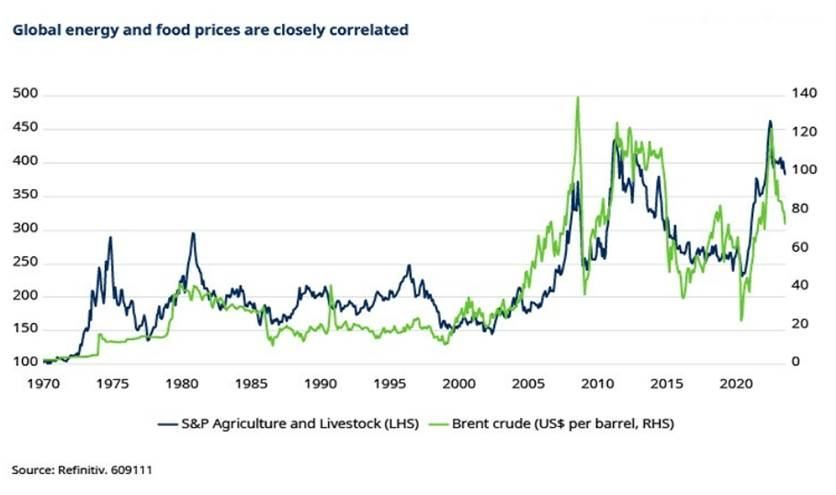 Global energy and food prices are closely correlated
500 140
450 120
400 100
350
300 80
250 60
200 40
150 20
100 0
1970 1975 1980 1985 1990 1995 2000 2005 2010 2015 2020
S&P Agriculture and Livestock (LHS) Brent crude (US$ per barrel, RHS)
Source: Refinitiv. 609111